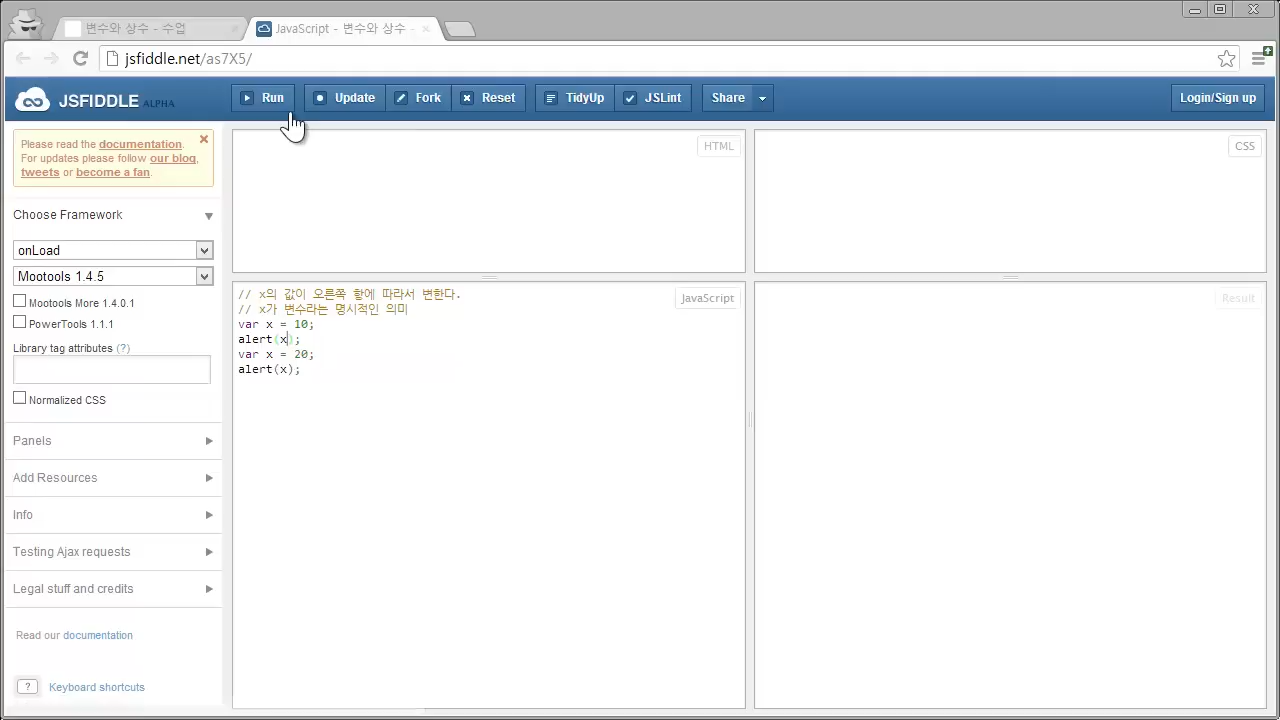 변수와 상수 - 수업
JavaScript - 변수와 상수 -
jsfiddle.net/as7X5/
JSFIDDLE ALPHA
Run
Update
Fork
Reset
TidyUp
JSLint
Share
Login/Sign up
Please read the documentation.
For updates please follow our blog,
tweets or become a fan.
Choose Framework
onLoad
Mootools 1.4.5
Mootools More 1.4.0.1
PowerTools 1.1.1
Library tag attributes (?)
Normalized CSS
Panels
Add Resources
Info
Testing Ajax requests
Legal stuff and credits
Read our documentation
? Keyboard shortcuts
HTML
CSS
// x의 값이 오른쪽 항에 따라서 변한다.
// x가 변수라는 명시적인 의미
var x = 10;
alert(x);
var x = 20;
alert(x);
JavaScript
Result